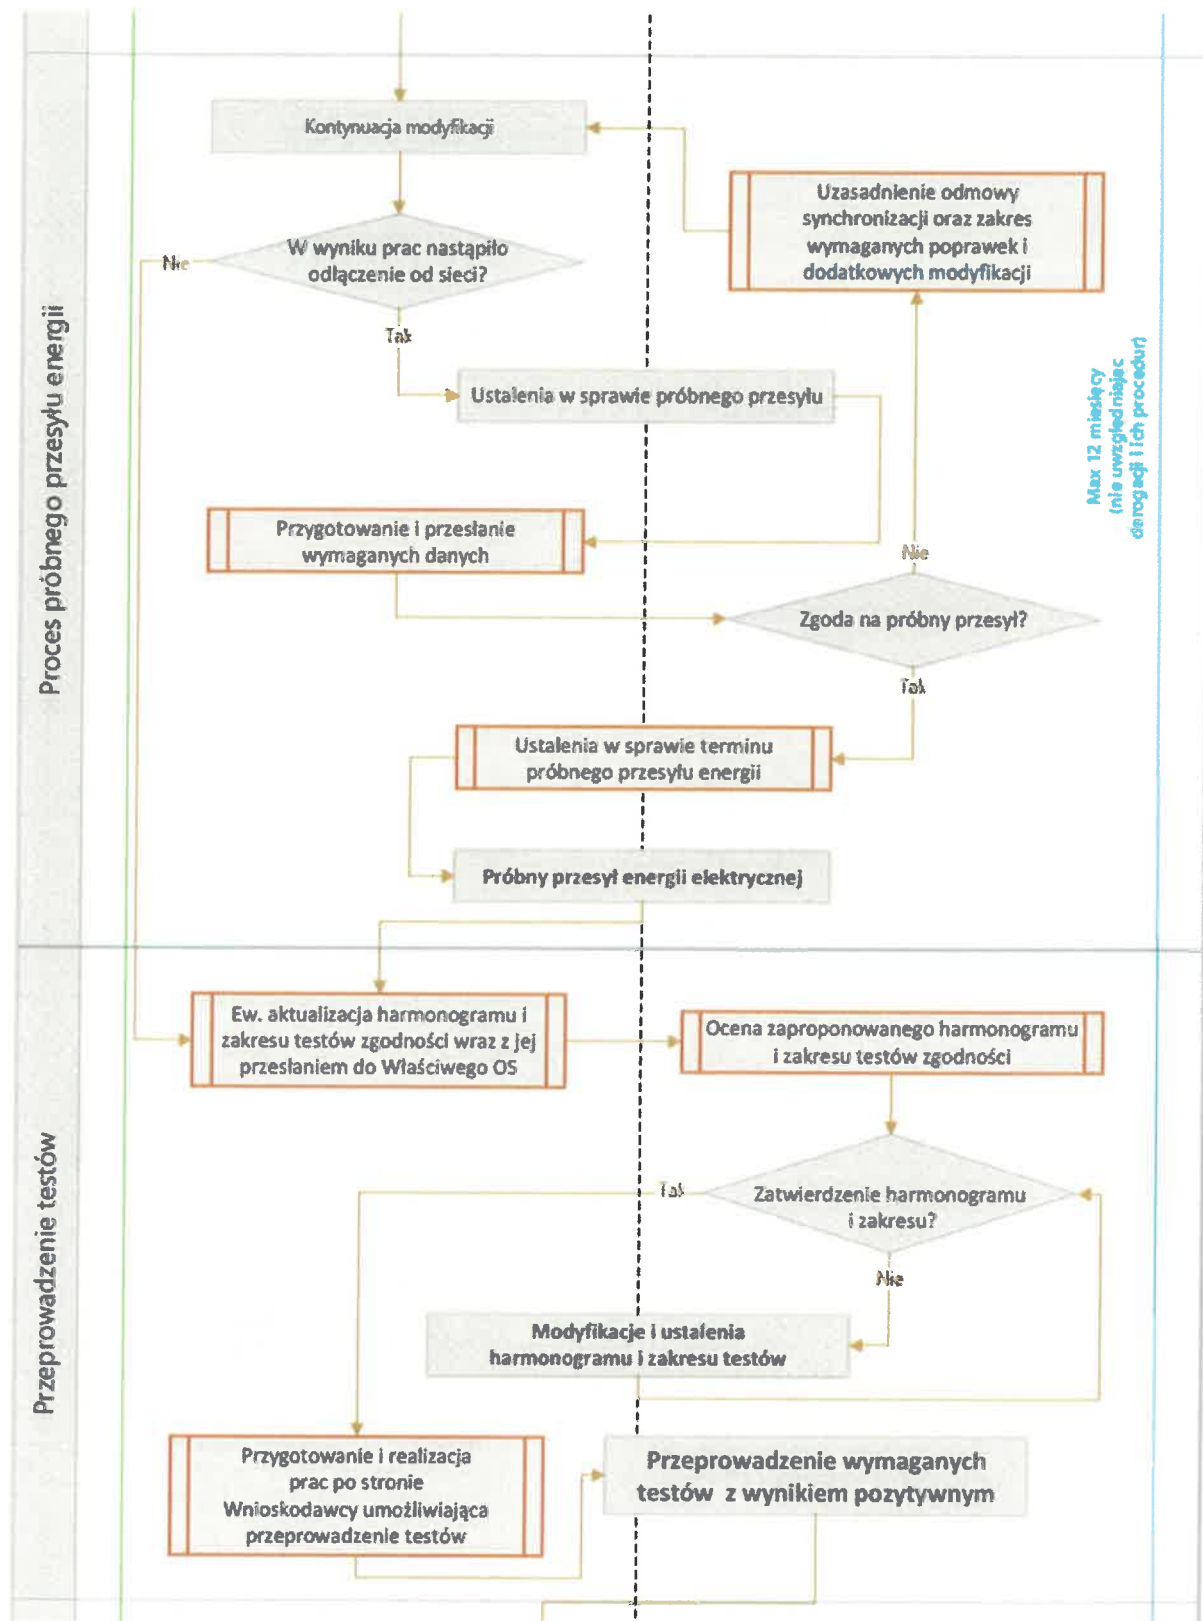 Proces próbnego przesyłu energii
Kontynuacja modyfikacji
Uzasadnienie odmowy
synchronizacji oraz zakres
wymaganych poprawek i
dodatkowych modyfikacji
W wyniku prac nastąpiło
odłączenie od sieci?
Nie
Tak
Ustalenia w sprawie próbnego przesyłu
Max 12 miesięcy
(nie uwzględniając
derogacji i ich procedur)
Przygotowanie i przesłanie
wymaganych danych
Nie
Zgoda na próbny przesył?
Tak
Ustalenia w sprawie terminu
próbnego przesyłu energii
Próbny przesył energii elektrycznej
Przeprowadzenie testów
Ew. aktualizacja harmonogramu i
zakresu testów zgodności wraz z jej
przesłaniem do Właściwego OS
Ocena zaproponowanego harmonogramu
i zakresu testów zgodności
Tak
Zatwierdzenie harmonogramu
i zakresu?
Nie
Modyfikacje i ustalenia
harmonogramu i zakresu testów
Przygotowanie i realizacja
prac po stronie
Wnioskodawcy umożliwiająca
przeprowadzenie testów
Przeprowadzenie wymaganych
testów z wynikiem pozytywnym